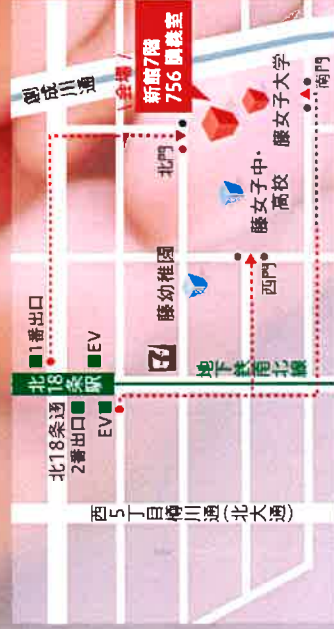 創成川通
会場
新館7階
756 講義室
藤女子大学
南門
北門
藤女子中・
高校
西門
藤幼稚園
1番出口
EV
北18条駅
地下鉄南北線
北18条通
2番出口
EV
西5丁目樽川通(北大通)